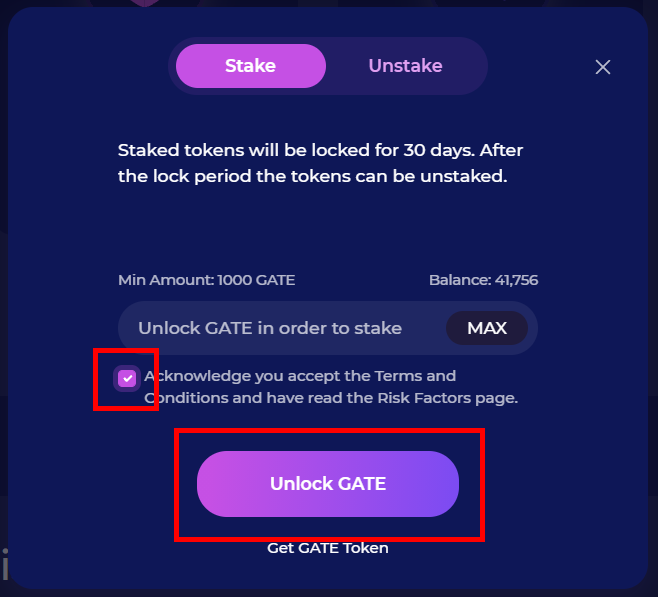 Stake
Unstake
Staked tokens will be locked for 30 days. After
the lock period the tokens can be unstaked.
Min Amount: 1000 GATE
Balance: 41,756
Unlock GATE in order to stake
MAX
Acknowledge you accept the Terms and
Conditions and have read the Risk Factors page.
Unlock GATE
Get GATE Token